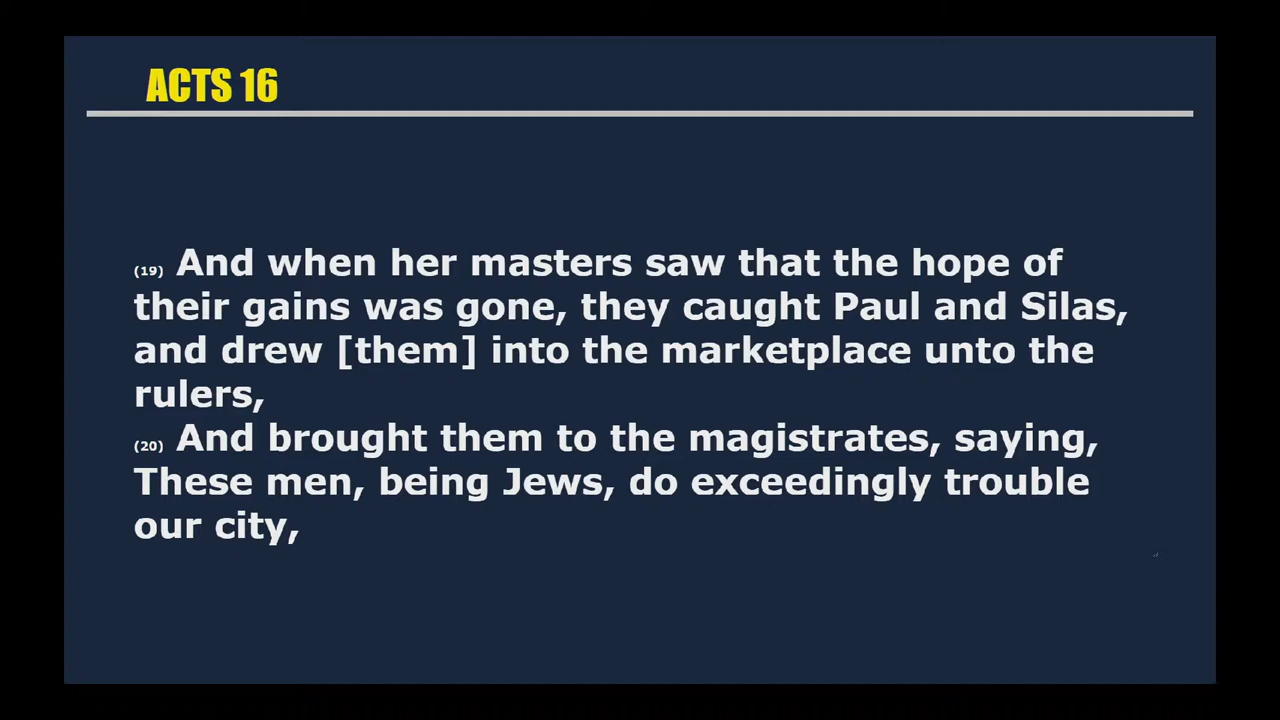 ACTS 16
(19) And when her masters saw that the hope of
their gains was gone, they caught Paul and Silas,
and drew [them] into the marketplace unto the
rulers,
(20) And brought them to the magistrates, saying,
These men, being Jews, do exceedingly trouble
our city,